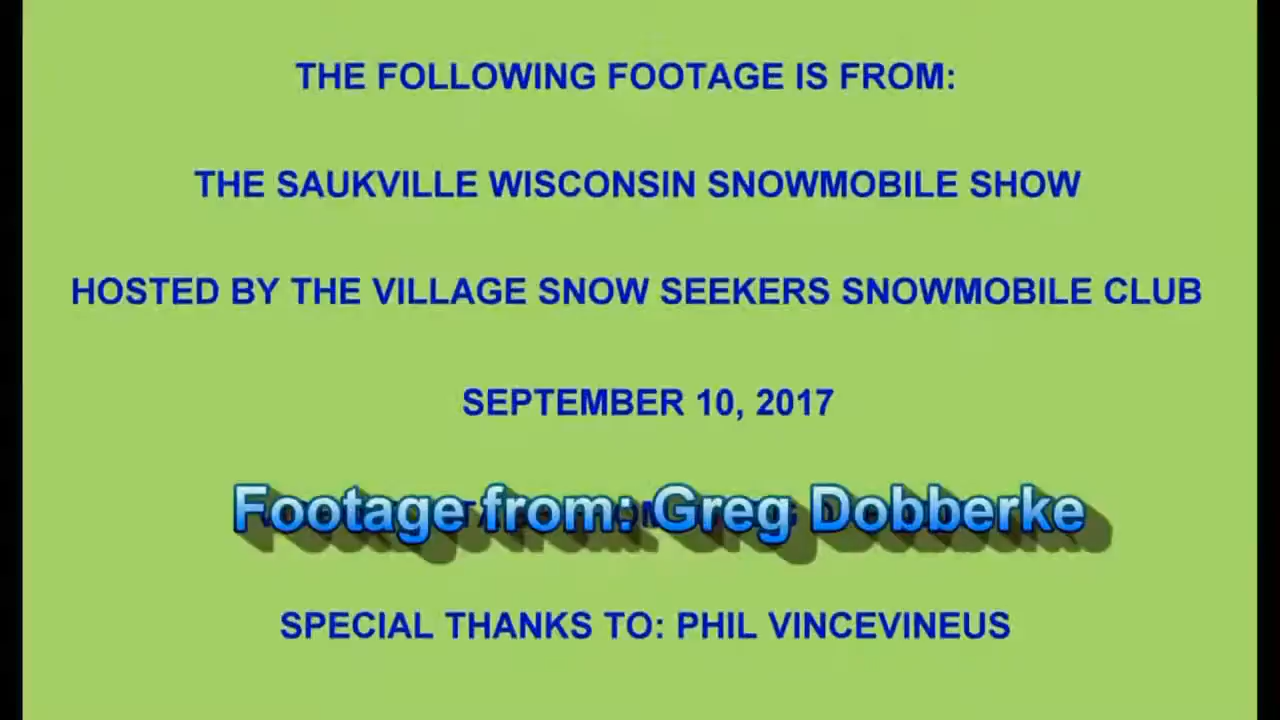 THE FOLLOWING FOOTAGE IS FROM:
THE SAUKVILLE WISCONSIN SNOWMOBILE SHOW
HOSTED BY THE VILLAGE SNOW SEEKERS SNOWMOBILE CLUB
SEPTEMBER 10, 2017
Footage from: Greg Dobberke
SPECIAL THANKS TO: PHIL VINCEVINEUS